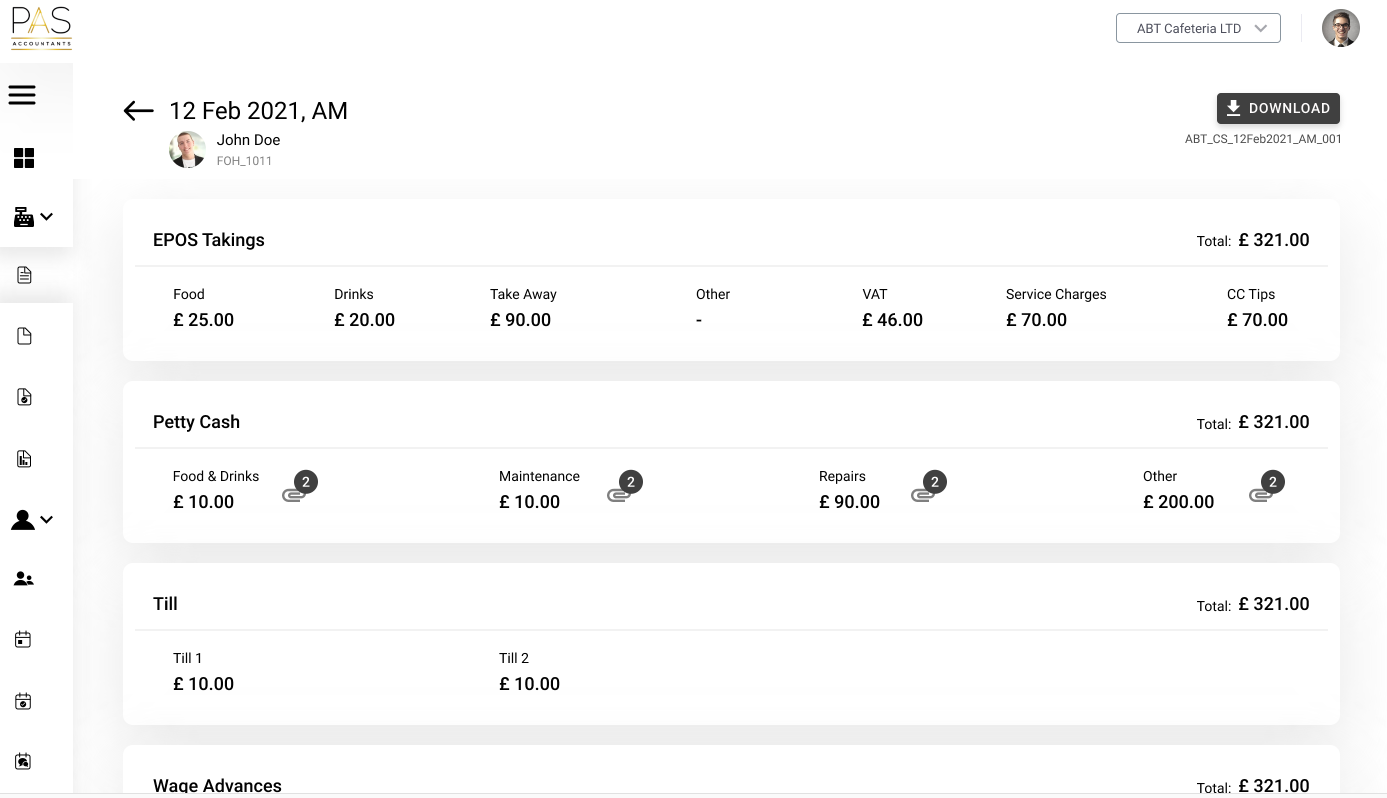 PAS
ACCOUNTANTS
ABT Cafeteria LTD
12 Feb 2021, AM
DOWNLOAD
John Doe
FOH_1011
ABT_CS_12Feb2021_AM_001
EPOS Takings
Total: £ 321.00
Food Drinks Take Away Other VAT Service Charges CC Tips
£ 25.00 £ 20.00 £ 90.00 - £ 46.00 £ 70.00 £ 70.00
Petty Cash
Total: £ 321.00
Food & Drinks 2 Maintenance 2 Repairs 2 Other 2
£ 10.00 £ 10.00 £ 90.00 £ 200.00
Till
Total: £ 321.00
Till 1 Till 2
£ 10.00 £ 10.00
Wage Advances
Total: £ 321.00